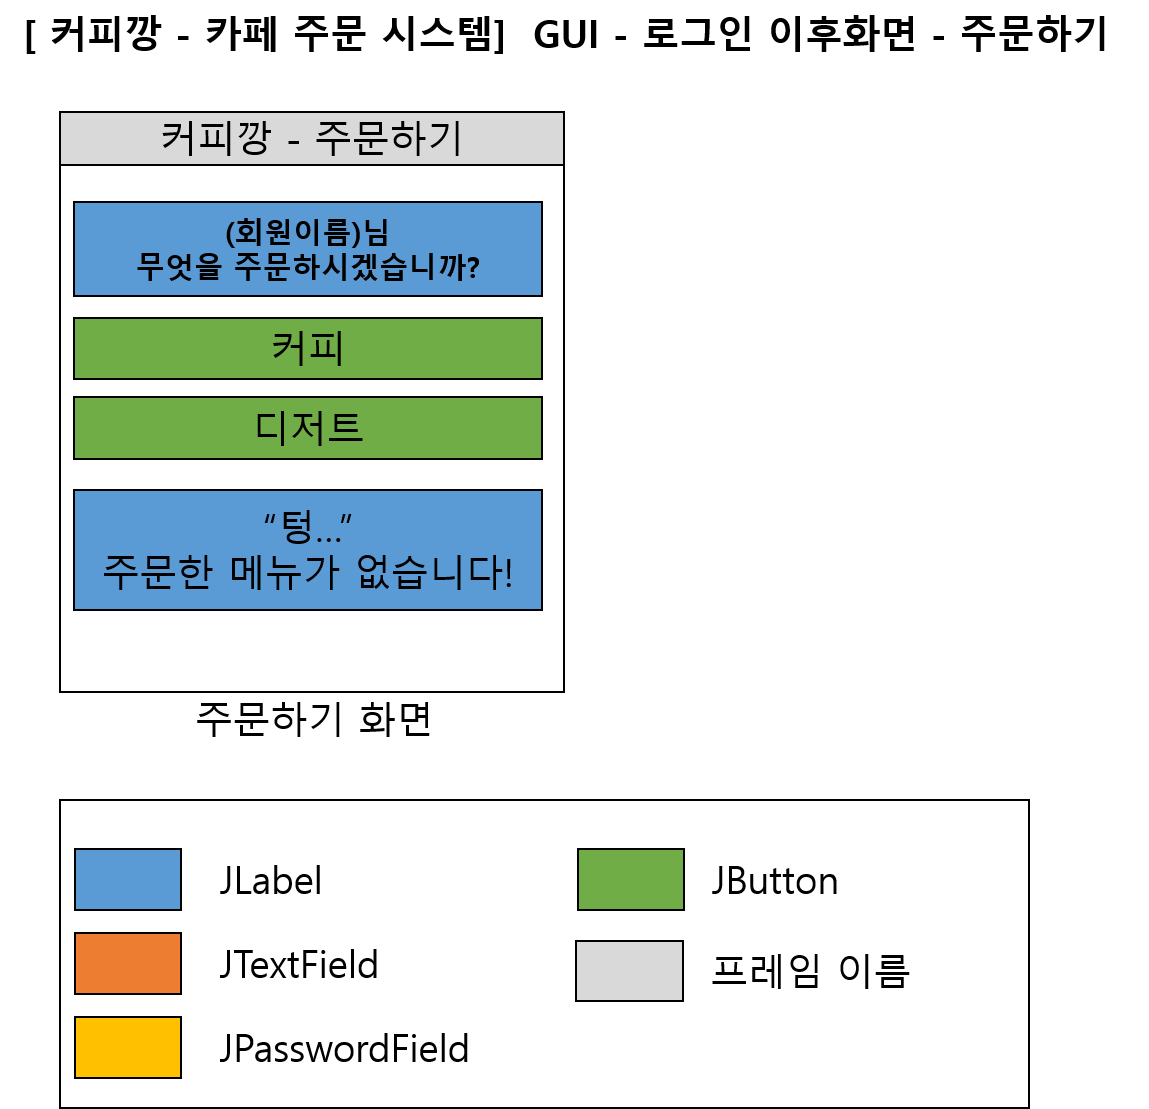 [ 커피깡 - 카페 주문 시스템]  GUI - 로그인 이후화면 - 주문하기
커피깡 - 주문하기
(회원이름)님
무엇을 주문하시겠습니까?
커피
디저트
“텅...”
주문한 메뉴가 없습니다!
주문하기 화면
JLabel
JButton
JTextField
프레임 이름
JPasswordField